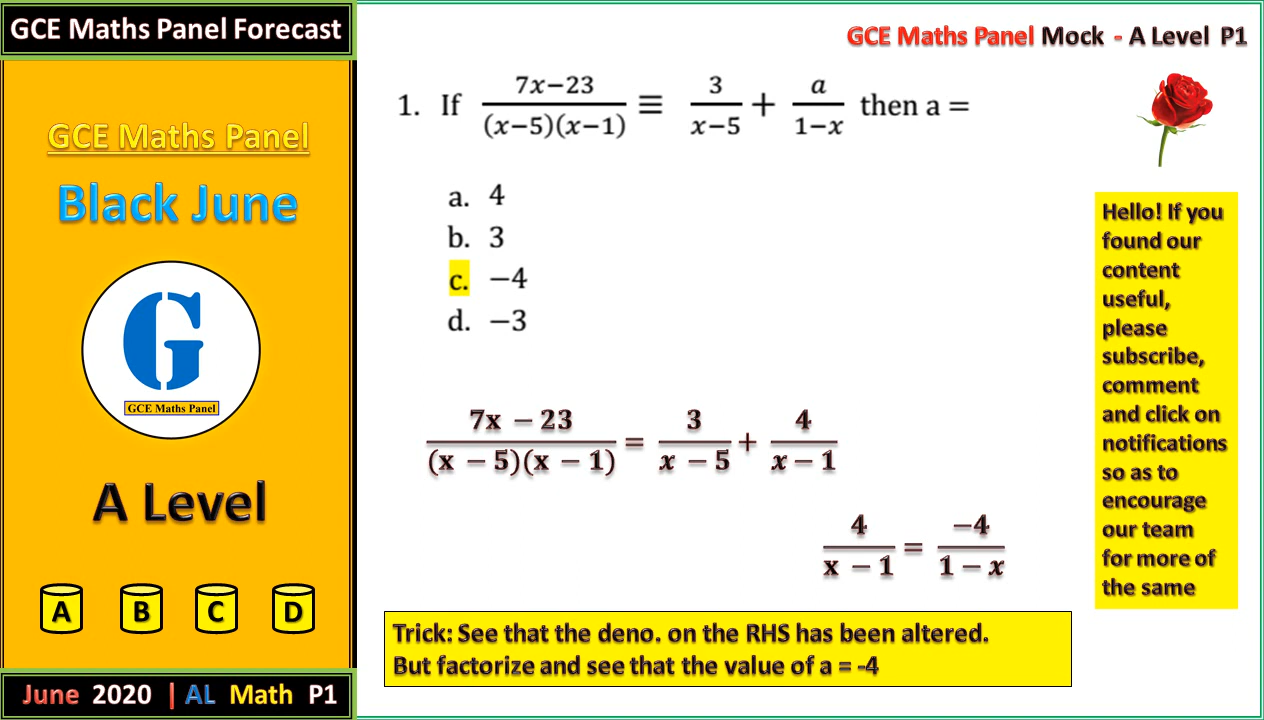 GCE Maths Panel Forecast
GCE Maths Panel
Black June
G
GCE Maths Panel
A Level
A B C D
June 2020 | AL Math P1
GCE Maths Panel Mock - A Level P1
1. If (7x−23)/((x−5)(x−1)) ≡ 3/(x−5) + a/(1−x) then a =
a. 4
b. 3
c. −4
d. −3
(7x − 23)/((x − 5)(x − 1)) = 3/(x − 5) + 4/(x − 1)
4/(x − 1) = −4/(1 − x)
Trick: See that the deno. on the RHS has been altered.
But factorize and see that the value of a = -4
Hello! If you
found our
content
useful,
please
subscribe,
comment
and click on
notifications
so as to
encourage
our team
for more of
the same